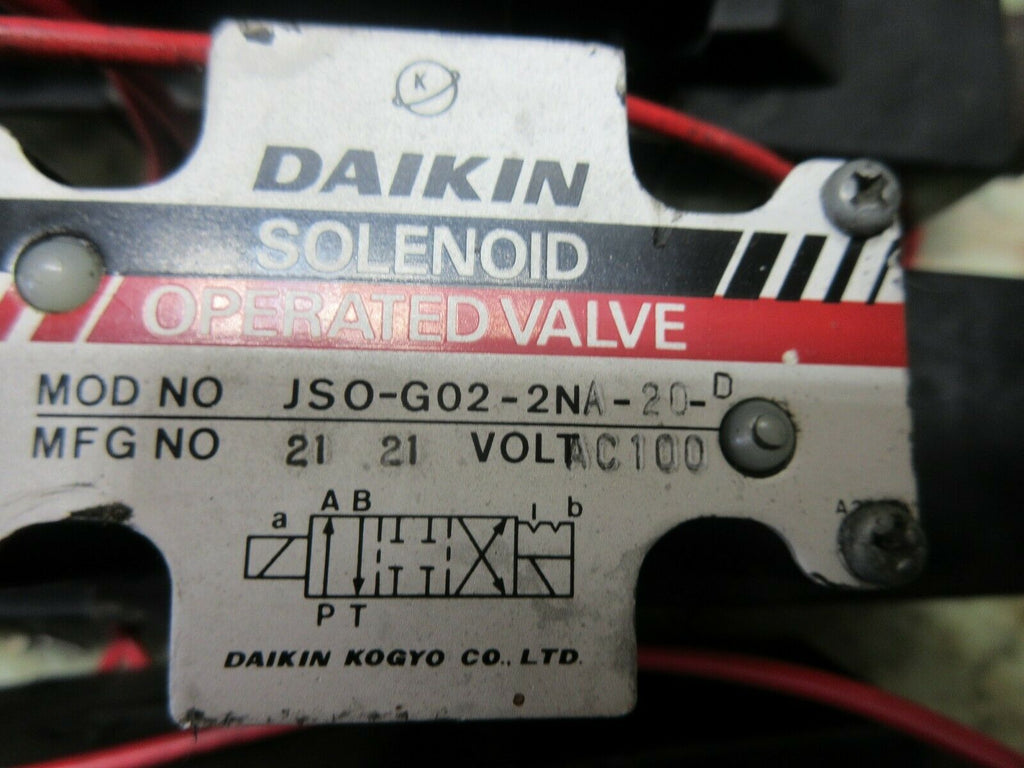 K
DAIKIN
SOLENOID
OPERATED VALVE
MOD NO JSO-G02-2NA-20-D
MFG NO 21 21 VOLT AC100
A B
a b
P T
DAIKIN KOGYO CO., LTD.